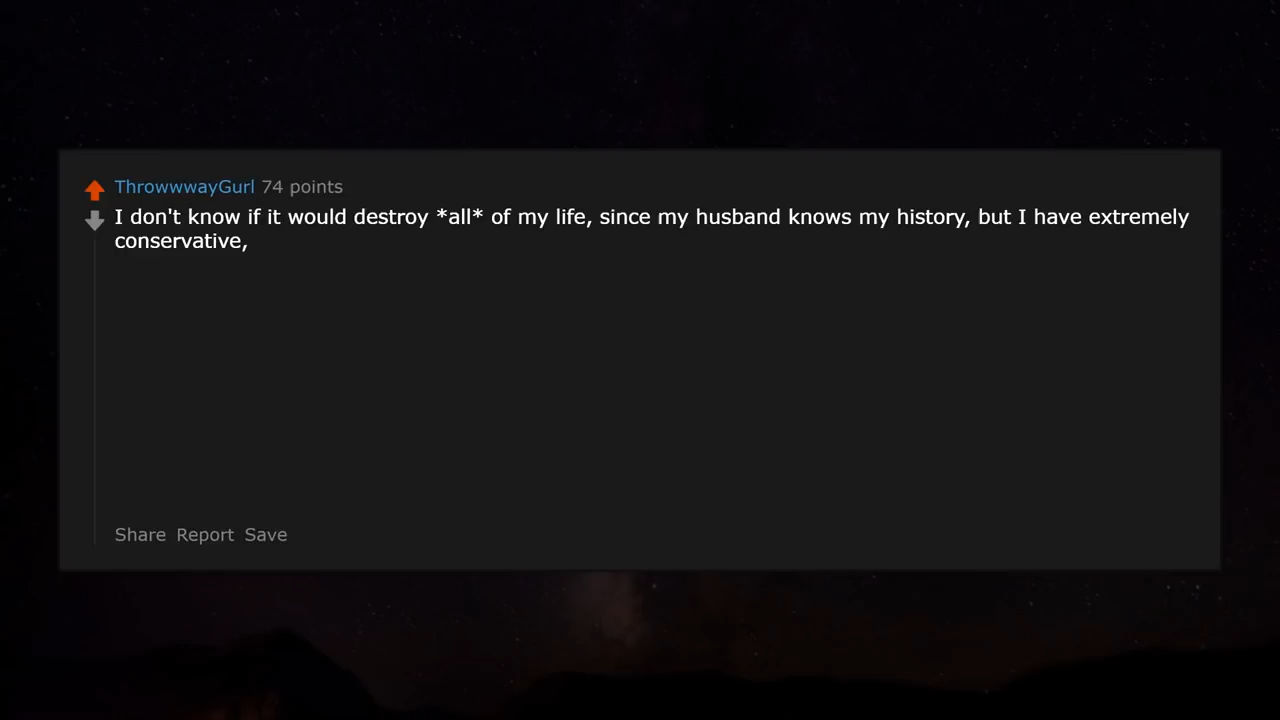 ThrowwwayGurl 74 points
I don't know if it would destroy *all* of my life, since my husband knows my history, but I have extremely
conservative,
Share Report Save